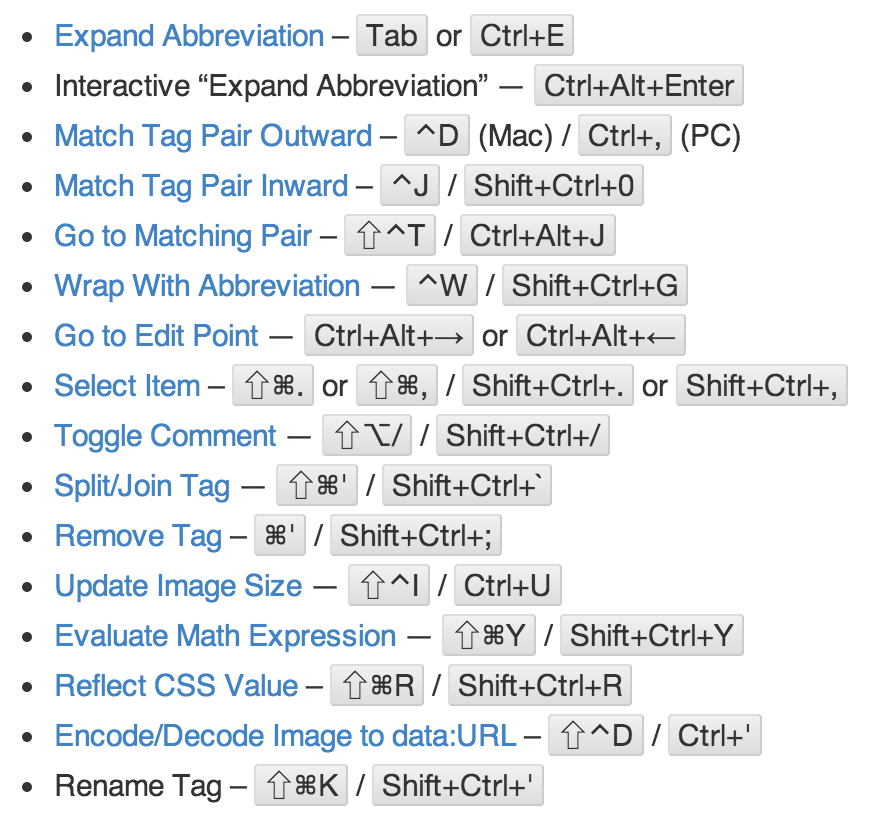 • Expand Abbreviation – Tab or Ctrl+E
• Interactive “Expand Abbreviation” — Ctrl+Alt+Enter
• Match Tag Pair Outward – ^D (Mac) / Ctrl+, (PC)
• Match Tag Pair Inward – ^J / Shift+Ctrl+0
• Go to Matching Pair – ⇧^T / Ctrl+Alt+J
• Wrap With Abbreviation — ^W / Shift+Ctrl+G
• Go to Edit Point — Ctrl+Alt+→ or Ctrl+Alt+←
• Select Item – ⇧⌘. or ⇧⌘, / Shift+Ctrl+. or Shift+Ctrl+,
• Toggle Comment — ⇧⌥/ / Shift+Ctrl+/
• Split/Join Tag — ⇧⌘' / Shift+Ctrl+`
• Remove Tag – ⌘' / Shift+Ctrl+;
• Update Image Size — ⇧^I / Ctrl+U
• Evaluate Math Expression — ⇧⌘Y / Shift+Ctrl+Y
• Reflect CSS Value – ⇧⌘R / Shift+Ctrl+R
• Encode/Decode Image to data:URL – ⇧^D / Ctrl+'
• Rename Tag – ⇧⌘K / Shift+Ctrl+'